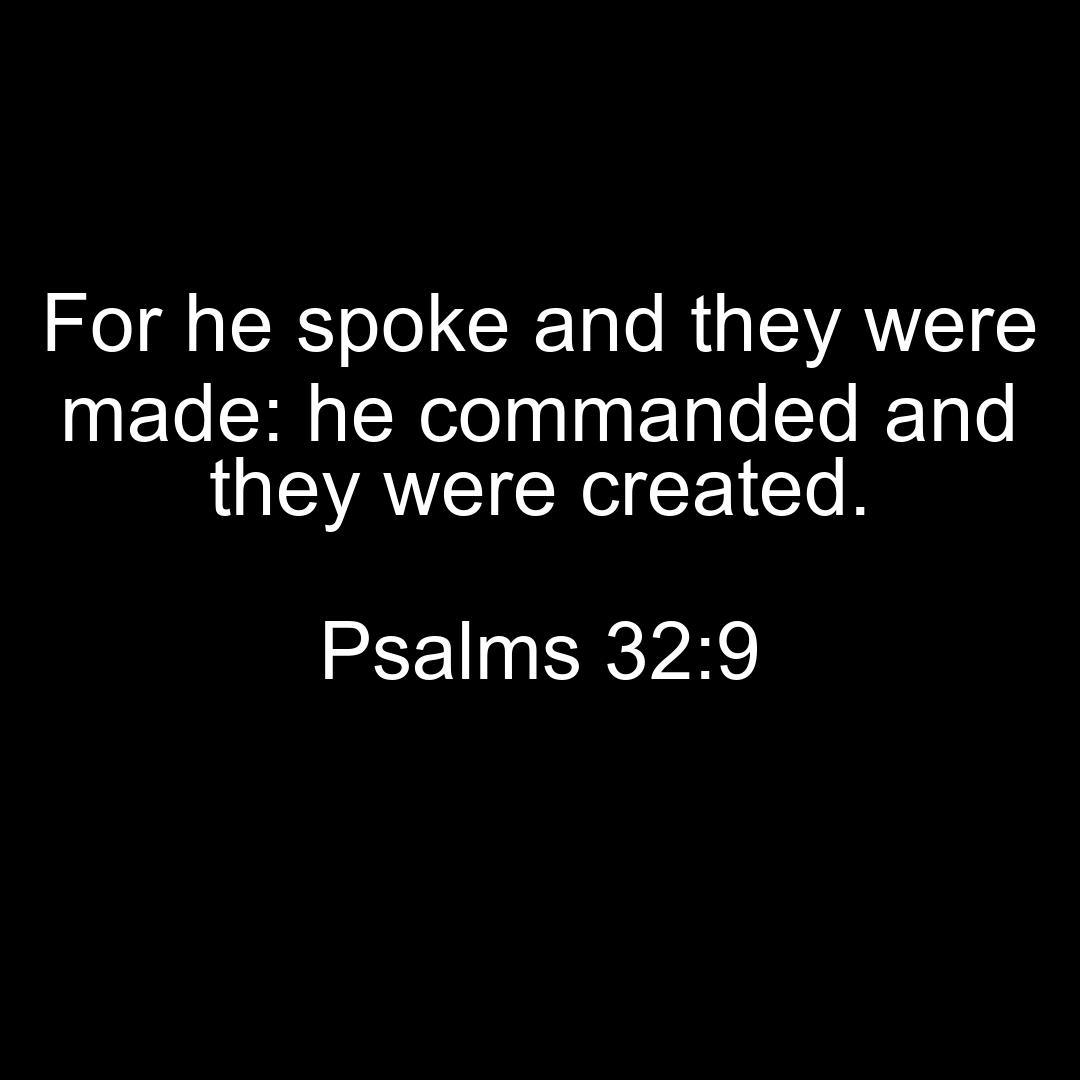 For he spoke and they were
made: he commanded and
they were created.
Psalms 32:9